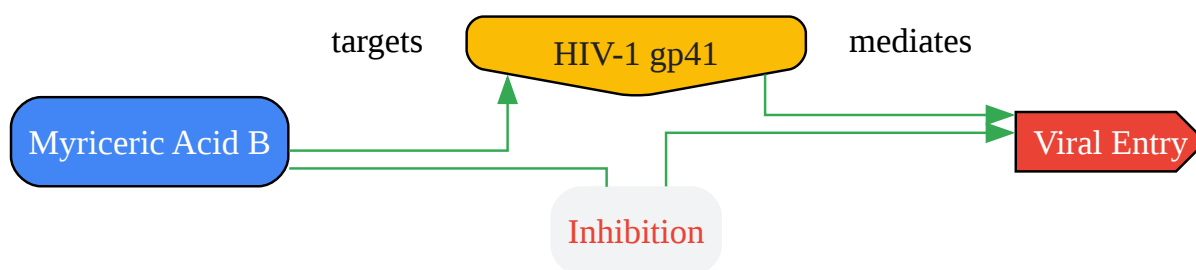 targets
HIV-1 gp41
mediates
Myriceric Acid B
Viral Entry
Inhibition